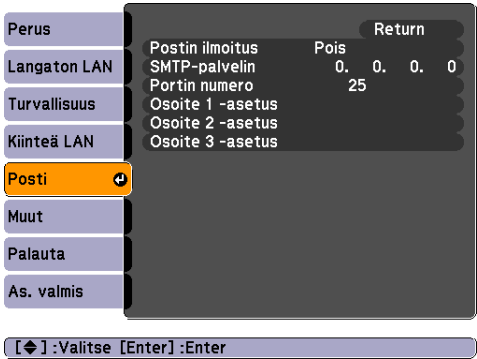 Perus
Langaton LAN
Turvallisuus
Kiinteä LAN
Posti
Muut
Palauta
As. valmis
Return
Postin ilmoitus Pois
SMTP-palvelin 0. 0. 0. 0
Portin numero 25
Osoite 1 -asetus
Osoite 2 -asetus
Osoite 3 -asetus
[◆] :Valitse [Enter] :Enter